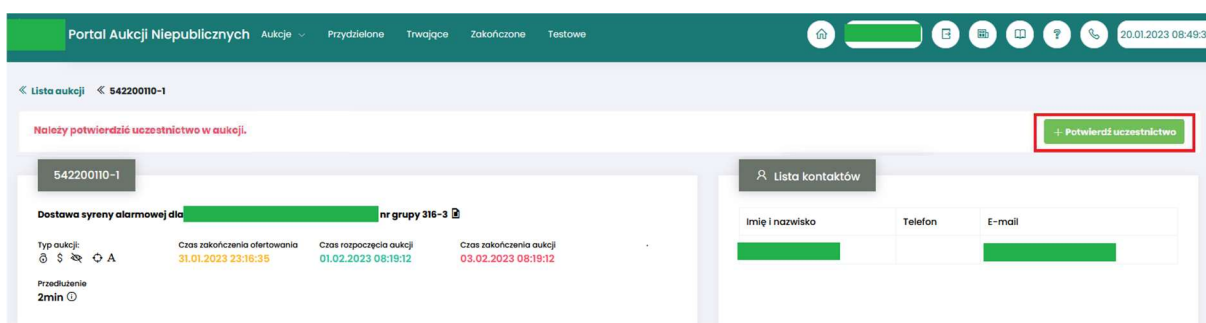 Portal Aukcji Niepublicznych Aukcje Przydzielone Trwające Zakończone Testowe 20.01.2023 08:49:3
« Lista aukcji « 542200110-1
Należy potwierdzić uczestnictwo w aukcji.
+ Potwierdź uczestnictwo
542200110-1
Dostawa syreny alarmowej dla nr grupy 316-3
Typ aukcji: Czas zakończenia ofertowania Czas rozpoczęcia aukcji Czas zakończenia aukcji
$ A 31.01.2023 23:16:35 01.02.2023 08:19:12 03.02.2023 08:19:12
Przedłużenie
2min
Lista kontaktów
Imię i nazwisko Telefon E-mail